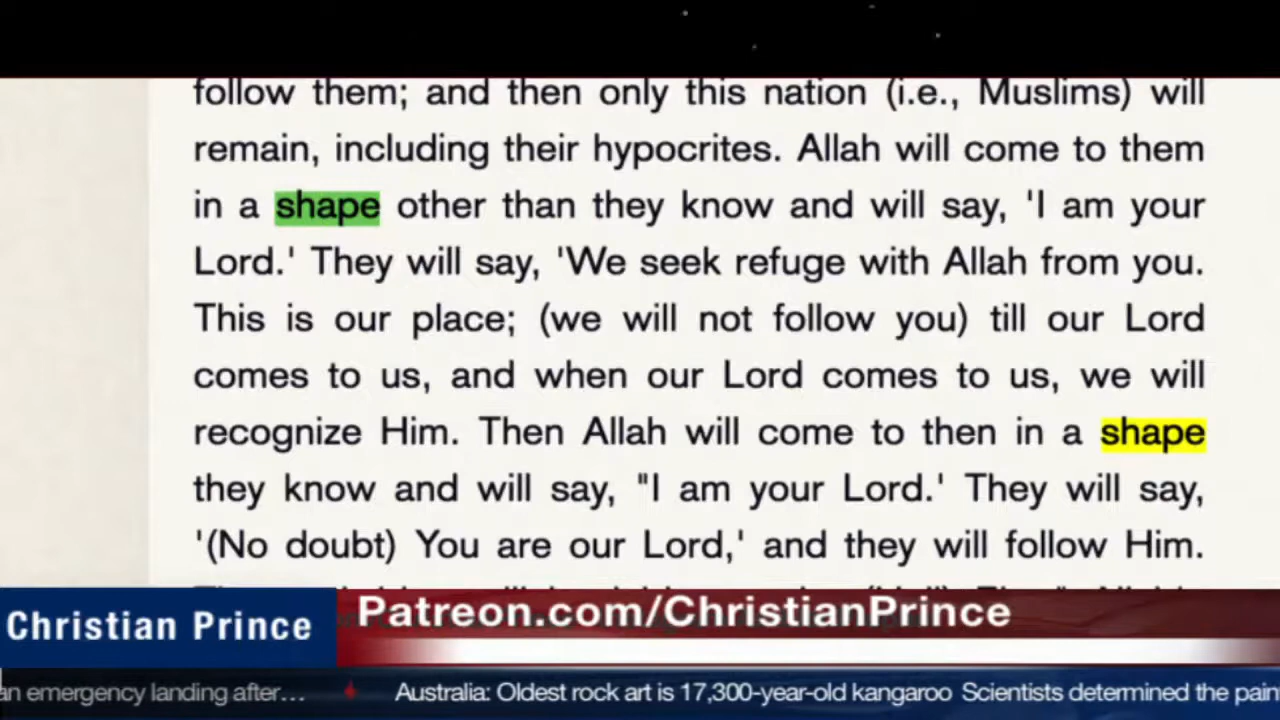 follow them; and then only this nation (i.e., Muslims) will
remain, including their hypocrites. Allah will come to them
in a shape other than they know and will say, 'I am your
Lord.' They will say, 'We seek refuge with Allah from you.
This is our place; (we will not follow you) till our Lord
comes to us, and when our Lord comes to us, we will
recognize Him. Then Allah will come to then in a shape
they know and will say, "I am your Lord.' They will say,
'(No doubt) You are our Lord,' and they will follow Him.
Christian Prince
Patreon.com/ChristianPrince
an emergency landing after... Australia: Oldest rock art is 17,300-year-old kangaroo Scientists determined the pain